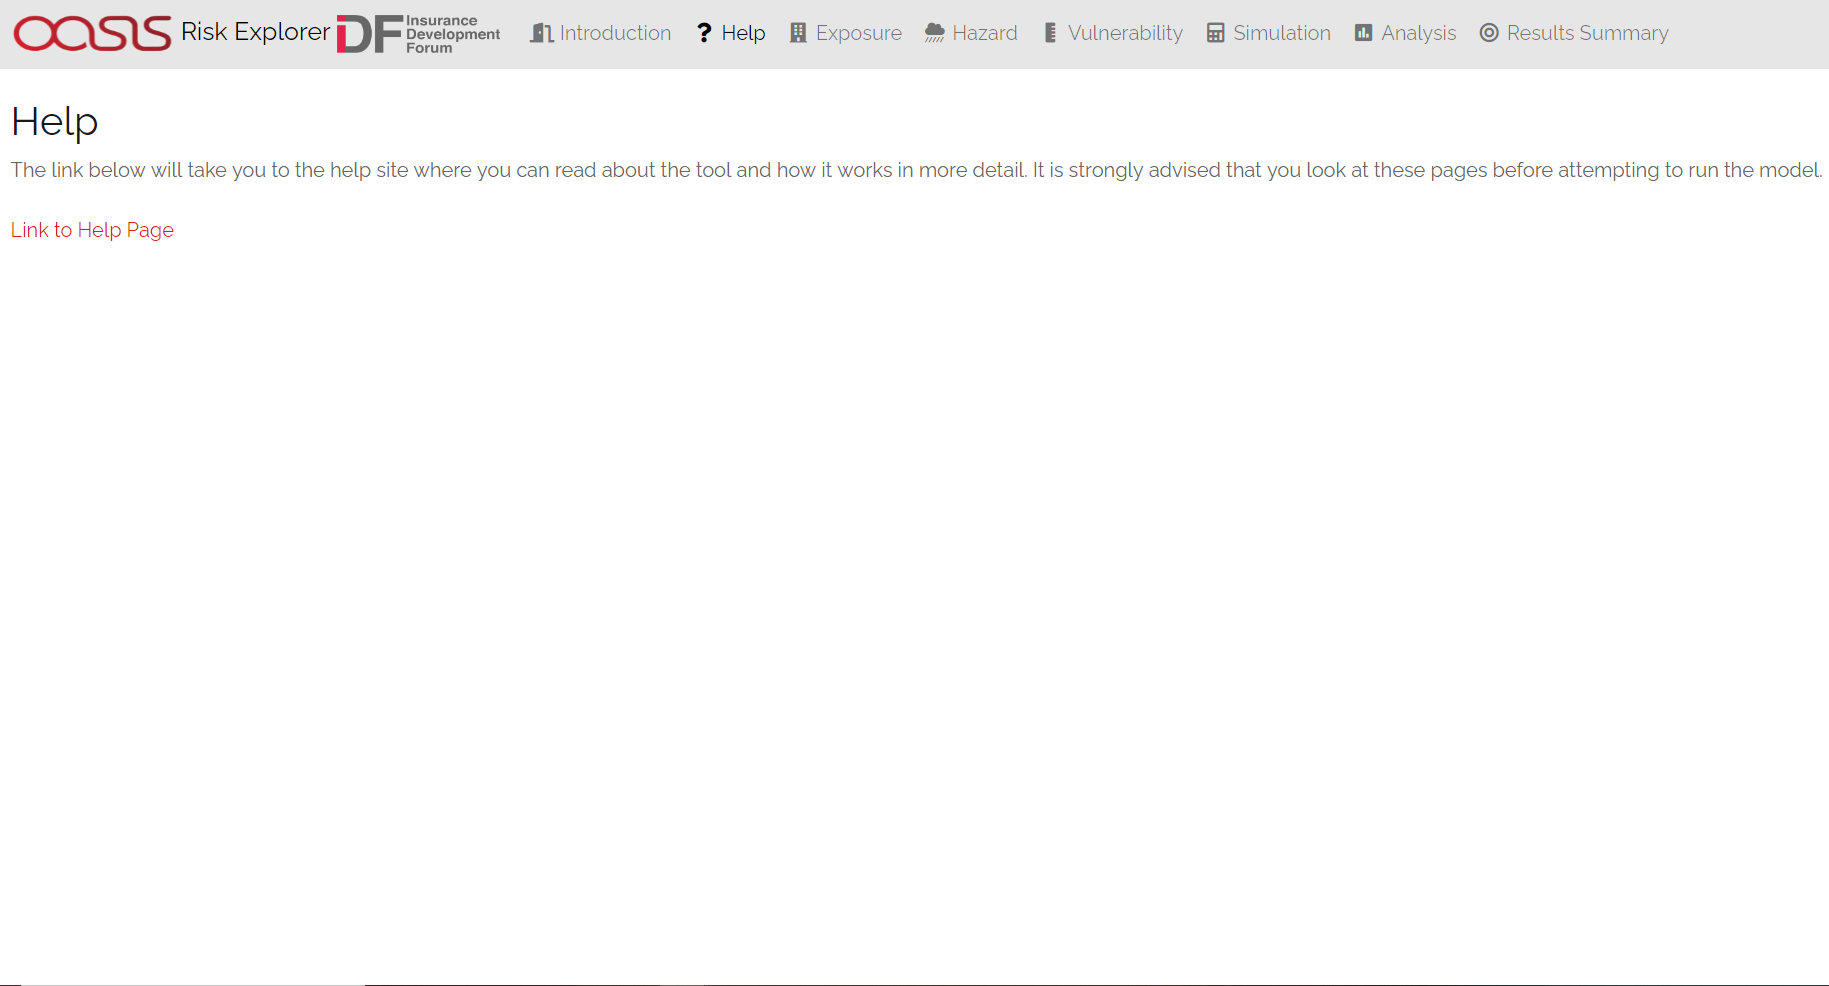 OASIS Risk Explorer iDF Insurance Development Forum Introduction ? Help Exposure Hazard Vulnerability Simulation Analysis Results Summary
Help
The link below will take you to the help site where you can read about the tool and how it works in more detail. It is strongly advised that you look at these pages before attempting to run the model.
Link to Help Page